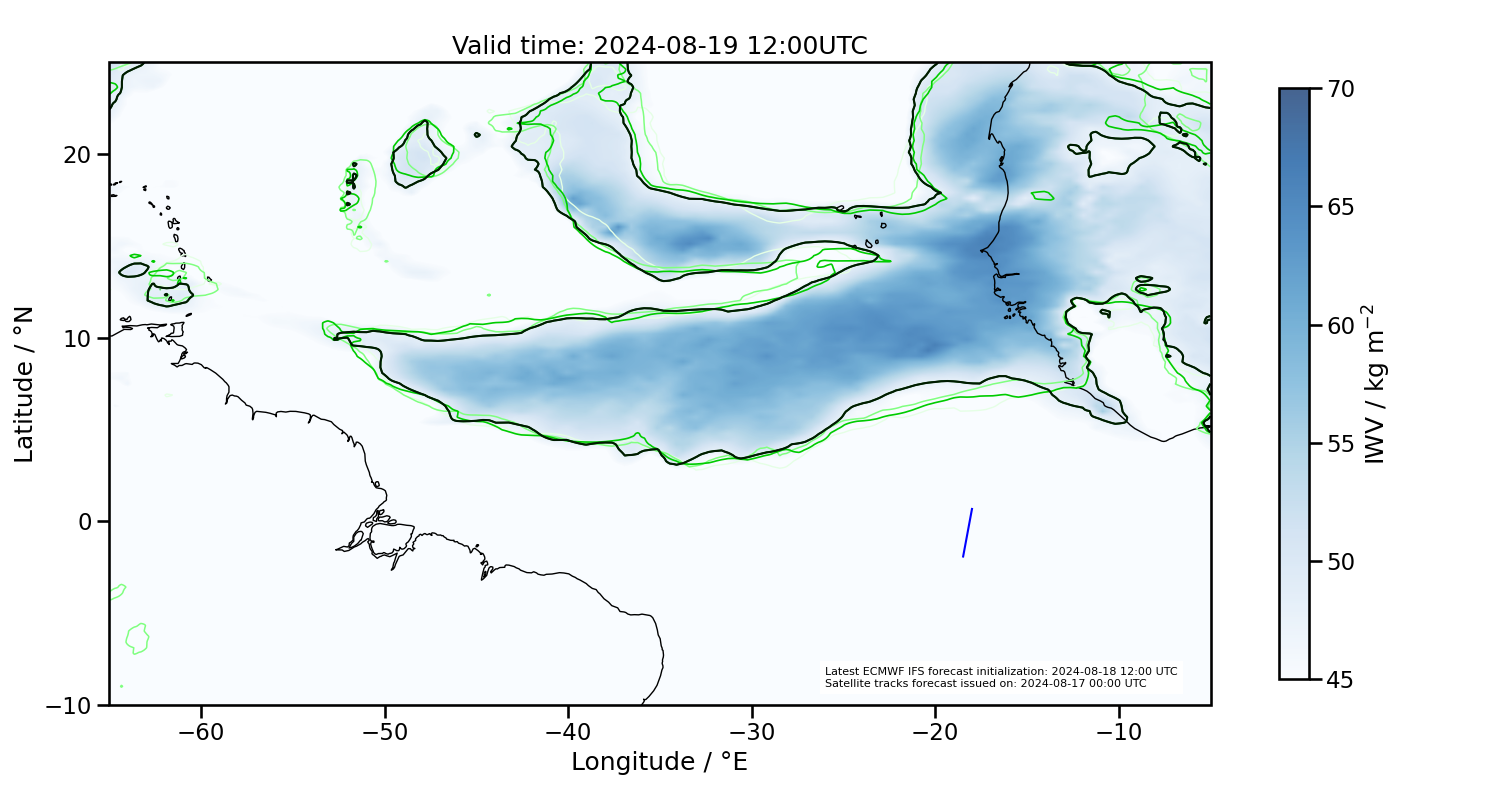 Valid time: 2024-08-19 12:00UTC
20
10
0
−10
Latitude / °N
−60
−50
−40
−30
−20
−10
Longitude / °E
Latest ECMWF IFS forecast initialization: 2024-08-18 12:00 UTC
Satellite tracks forecast issued on: 2024-08-17 00:00 UTC
70
65
60
55
50
45
IWV / kg m⁻²